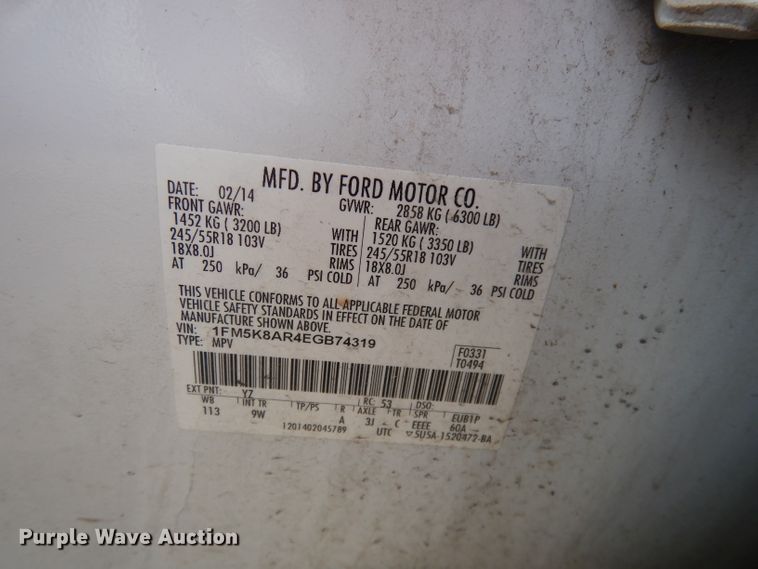 MFD. BY FORD MOTOR CO.
DATE: 02/14 GVWR: 2858 KG ( 6300 LB)
FRONT GAWR: REAR GAWR:
1452 KG ( 3200 LB) WITH 1520 KG ( 3350 LB) WITH
245/55R18 103V TIRES 245/55R18 103V TIRES
18X8.0J RIMS 18X8.0J RIMS
AT 250 kPa/ 36 PSI COLD AT 250 kPa/ 36 PSI COLD
THIS VEHICLE CONFORMS TO ALL APPLICABLE FEDERAL MOTOR
VEHICLE SAFETY STANDARDS IN EFFECT ON THE DATE OF
MANUFACTURE SHOWN ABOVE.
VIN: 1FM5K8AR4EGB74319
TYPE: MPV
F0331
T0494
EXT PNT: YZ RC: 53 DSO:
WB INT TR TP/PS R AXLE TR SPR EUB1P
113 9W A 3J C EEEE 60A
1201402045789 UTC 5U5A-1520472-BA
Purple Wave Auction